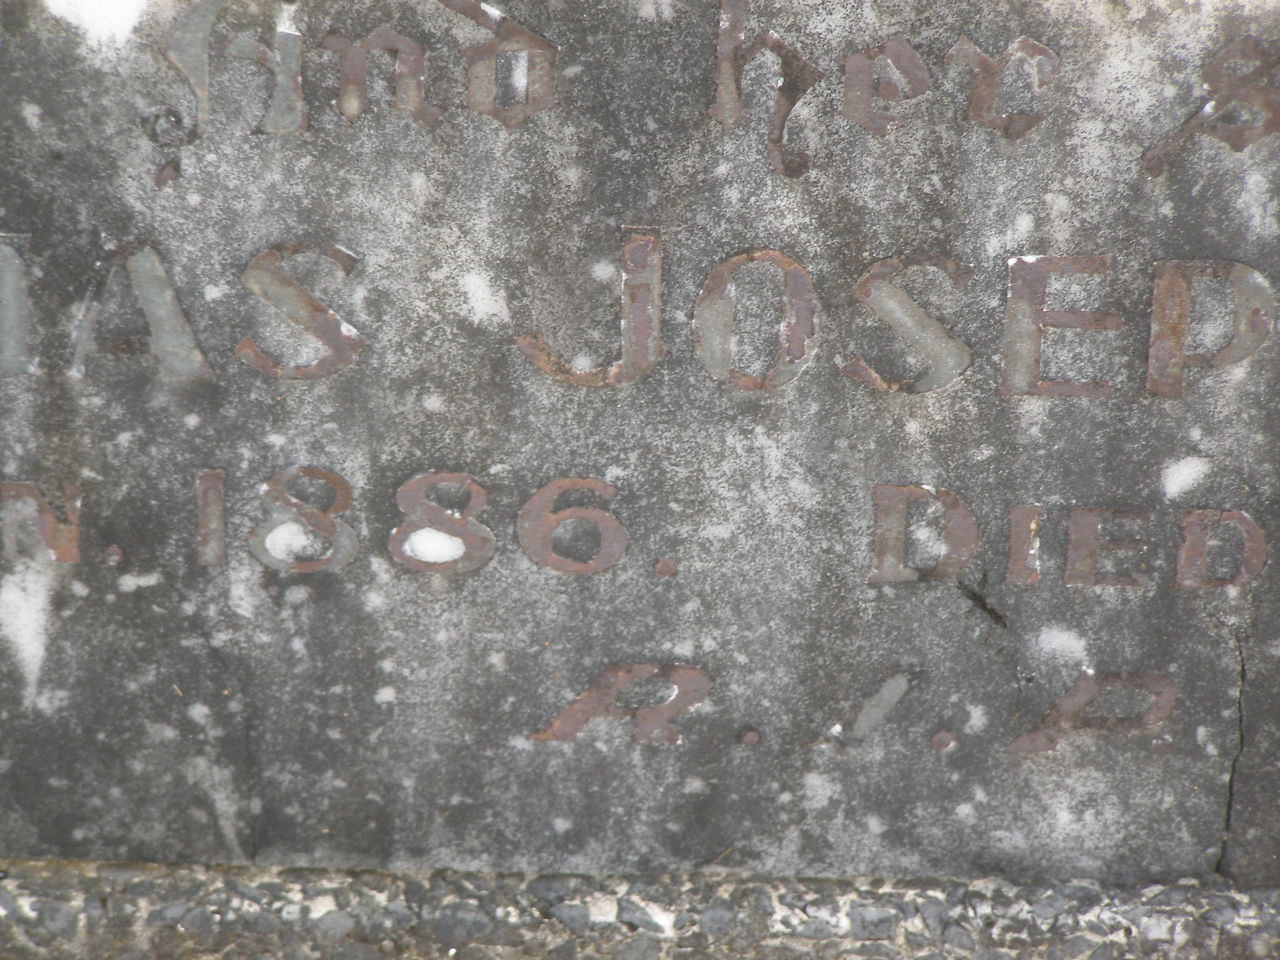 and her
AS JOSEP
N. 1886. DIED
R. I. P.